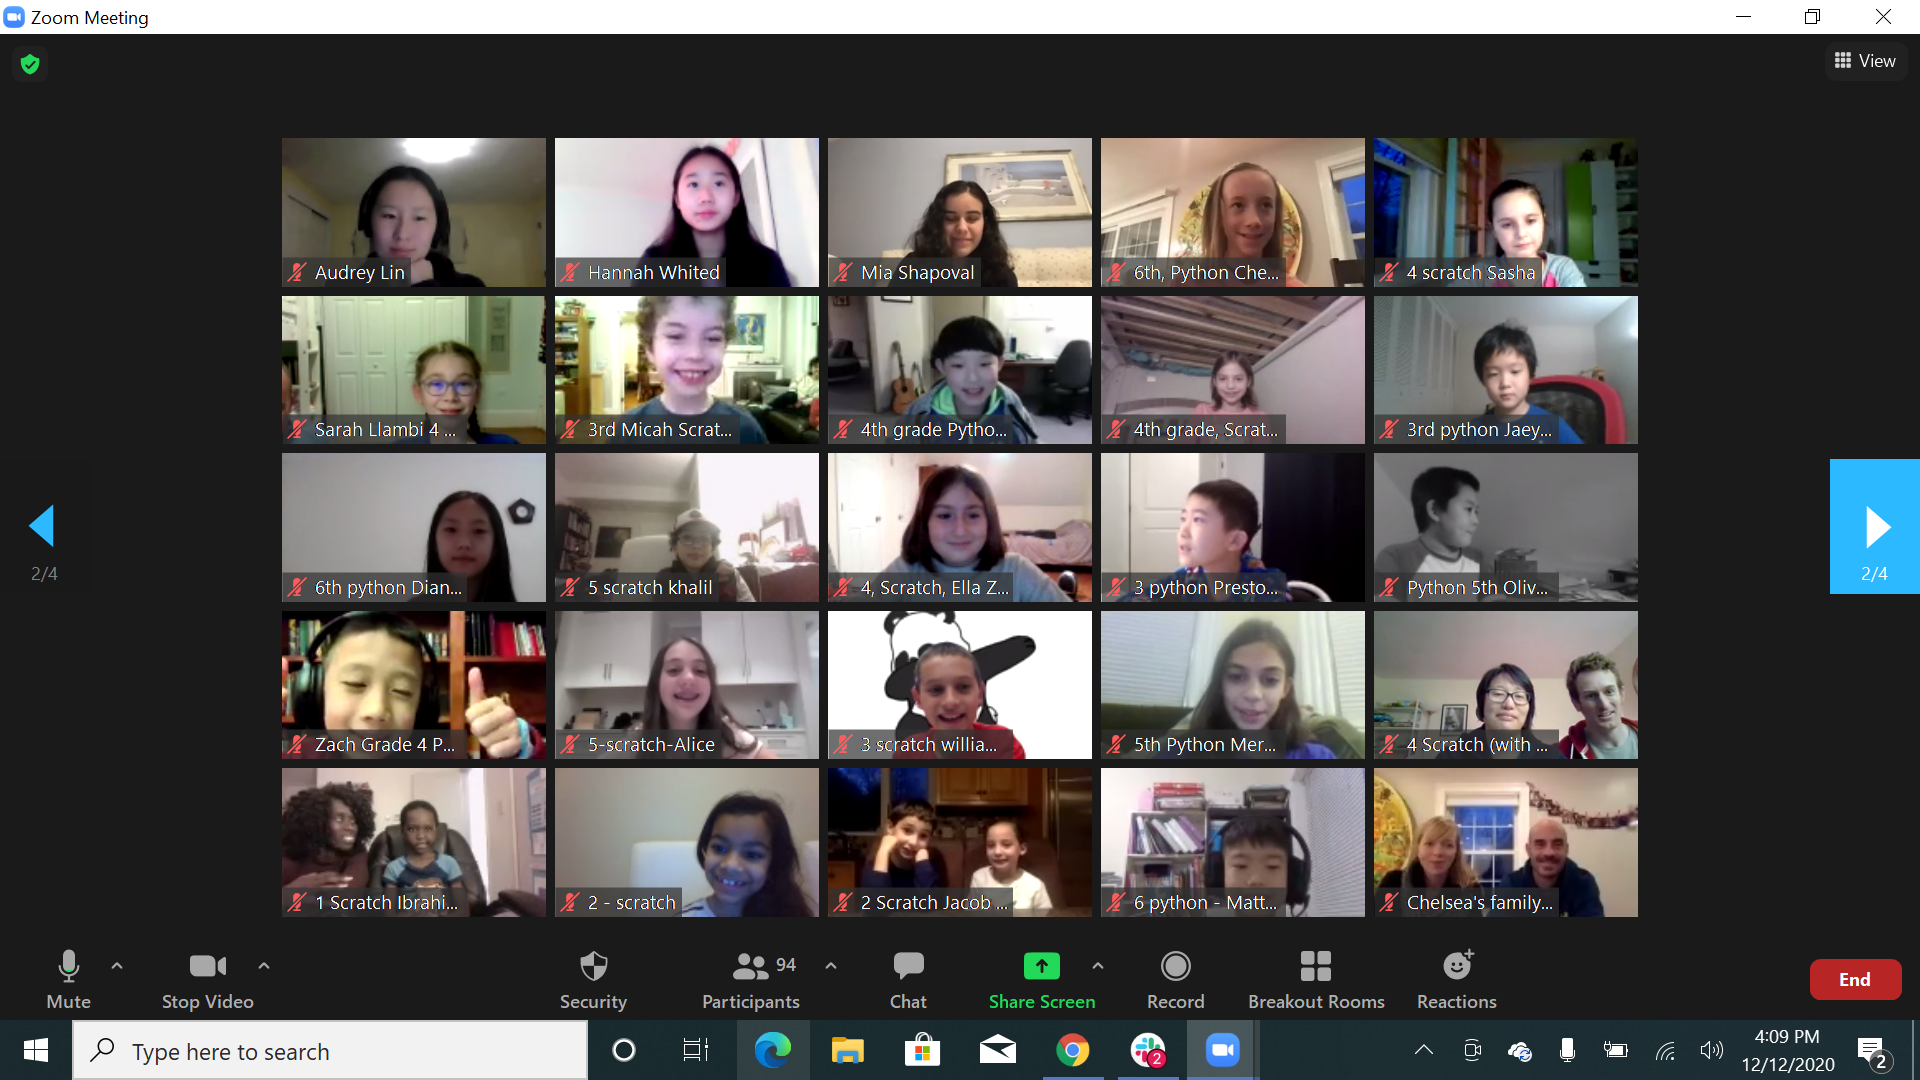 Zoom Meeting
View
Audrey Lin
Hannah Whited
Mia Shapoval
6th, Python Che...
4 scratch Sasha
Sarah Llambi 4 ...
3rd Micah Scrat...
4th grade Pytho...
4th grade, Scrat...
3rd python Jaey...
6th python Dian...
5 scratch khalil
4, Scratch, Ella Z...
3 python Presto...
Python 5th Oliv...
2/4
2/4
Zach Grade 4 P...
5-scratch-Alice
3 scratch willia...
5th Python Mer...
4 Scratch (with ...
1 Scratch Ibrahi...
2 - scratch
2 Scratch Jacob ...
6 python - Matt...
Chelsea's family...
94
Mute
Stop Video
Security
Participants
Chat
Share Screen
Record
Breakout Rooms
Reactions
End
Type here to search
2
4:09 PM
12/12/2020
2